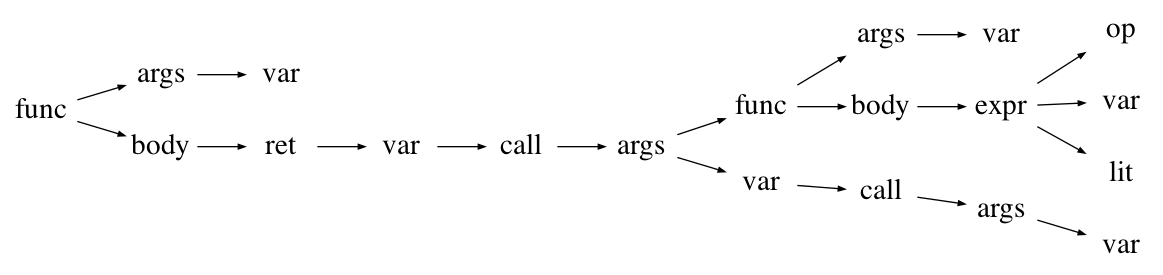 func
args
var
body
ret
var
call
args
func
args
var
body
expr
op
var
lit
var
call
args
var